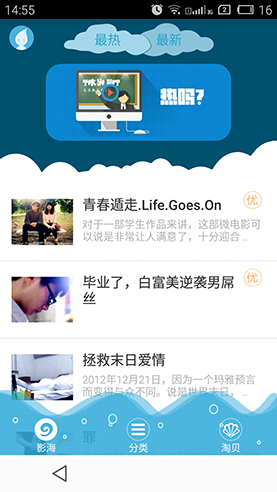 14:55
2
16
最热
最新
热吗?
青春遁走.Life.Goes.On
优
对于一部学生作品来讲，这部微电影可
以说是非常让人满意了，十分迎合 ...
毕业了，白富美逆袭男屌
丝
优
拯救末日爱情
2012年12月21日，因为一个玛雅预言
而变得与众不同。说是世界末日，...
罪
影海
分类
淘贝